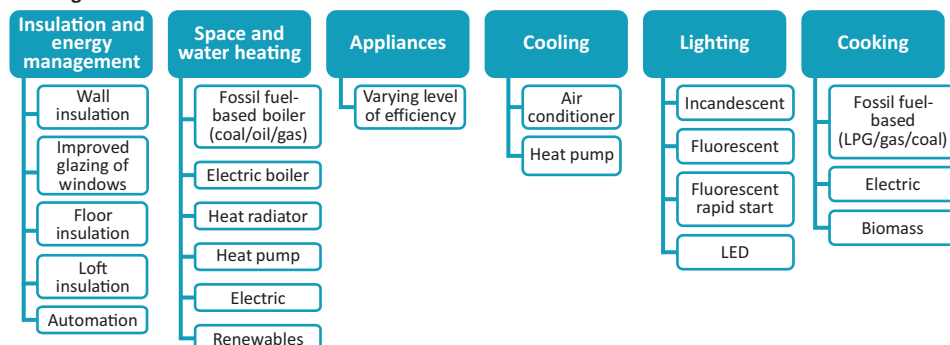 Insulation and
energy
management
Wall
insulation
Improved
glazing of
windows
Floor
insulation
Loft
insulation
Automation
Space and
water heating
Fossil fuel-
based boiler
(coal/oil/gas)
Electric boiler
Heat radiator
Heat pump
Electric
Renewables
Appliances
Varying level
of efficiency
Cooling
Air
conditioner
Heat pump
Lighting
Incandescent
Fluorescent
Fluorescent
rapid start
LED
Cooking
Fossil fuel-
based
(LPG/gas/coal)
Electric
Biomass